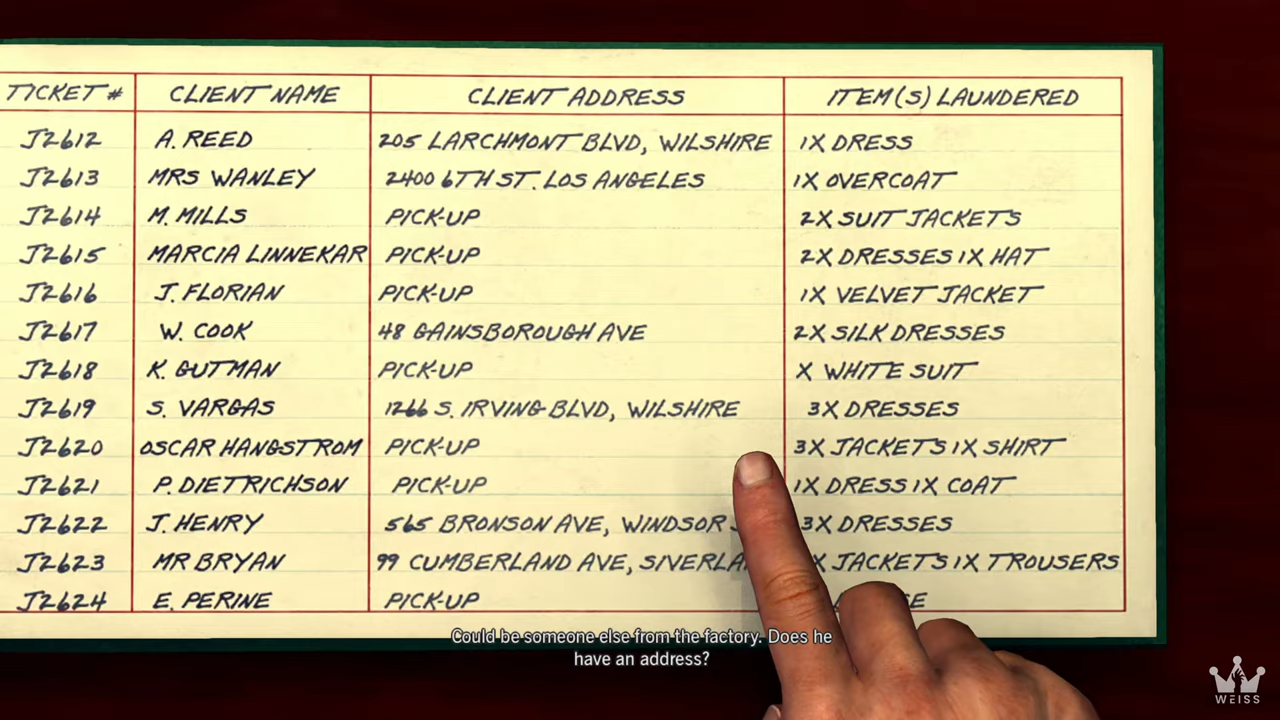 TICKET # CLIENT NAME CLIENT ADDRESS ITEM(S) LAUNDERED
J2612 A. REED 205 LARCHMONT BLVD, WILSHIRE 1X DRESS
J2613 MRS WANLEY 2400 6TH ST. LOS ANGELES 1X OVERCOAT
J2614 M. MILLS PICK-UP 2X SUIT JACKETS
J2615 MARCIA LINNEKAR PICK-UP 2X DRESSES 1X HAT
J2616 J. FLORIAN PICK-UP 1X VELVET JACKET
J2617 W. COOK 48 GAINSBOROUGH AVE 2X SILK DRESSES
J2618 K. GUTMAN PICK-UP X WHITE SUIT
J2619 S. VARGAS 1266 S. IRVING BLVD, WILSHIRE 3X DRESSES
J2620 OSCAR HANGSTROM PICK-UP 3X JACKETS 1X SHIRT
J2621 P. DIETRICHSON PICK-UP 1X DRESS 1X COAT
J2622 J. HENRY 565 BRONSON AVE, WINDSOR 3X DRESSES
J2623 MR BRYAN 99 CUMBERLAND AVE, X JACKETS 1X TROUSERS
J2624 E. PERINE PICK-UP
Could be someone else from the factory. Does he
have an address?
WEISS